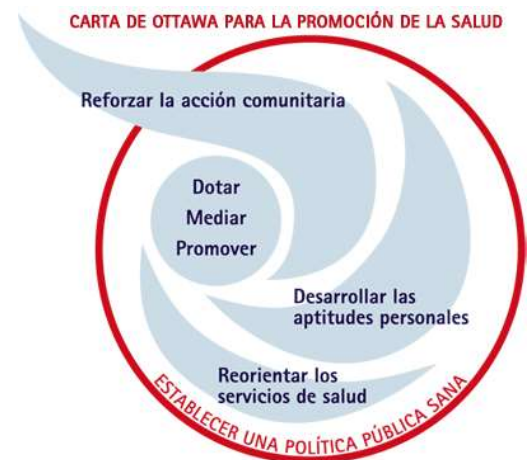 CARTA DE OTTAWA PARA LA PROMOCIÓN DE LA SALUD
Reforzar la acción comunitaria
Dotar
Mediar
Promover
Desarrollar las
aptitudes personales
Reorientar los
servicios de salud
ESTABLECER UNA POLÍTICA PÚBLICA SANA